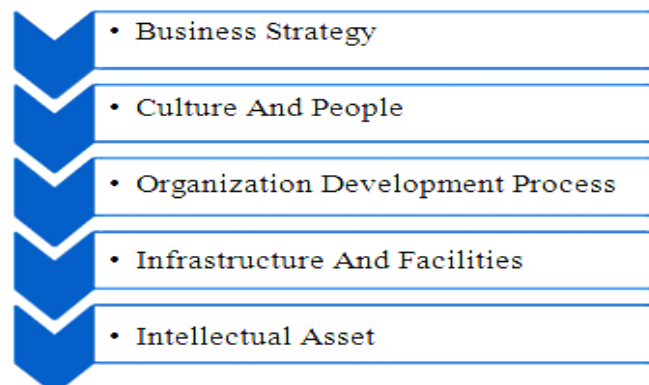 • Business Strategy
• Culture And People
• Organization Development Process
• Infrastructure And Facilities
• Intellectual Asset